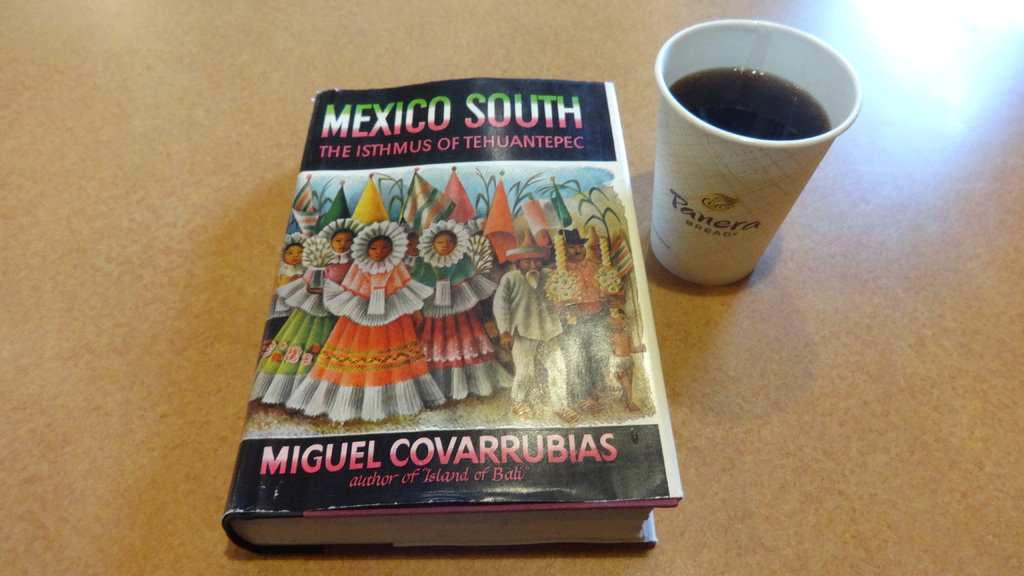 MEXICO SOUTH
THE ISTHMUS OF TEHUANTEPEC
MIGUEL COVARRUBIAS
author of "Island of Bali"
Panera
BREAD®